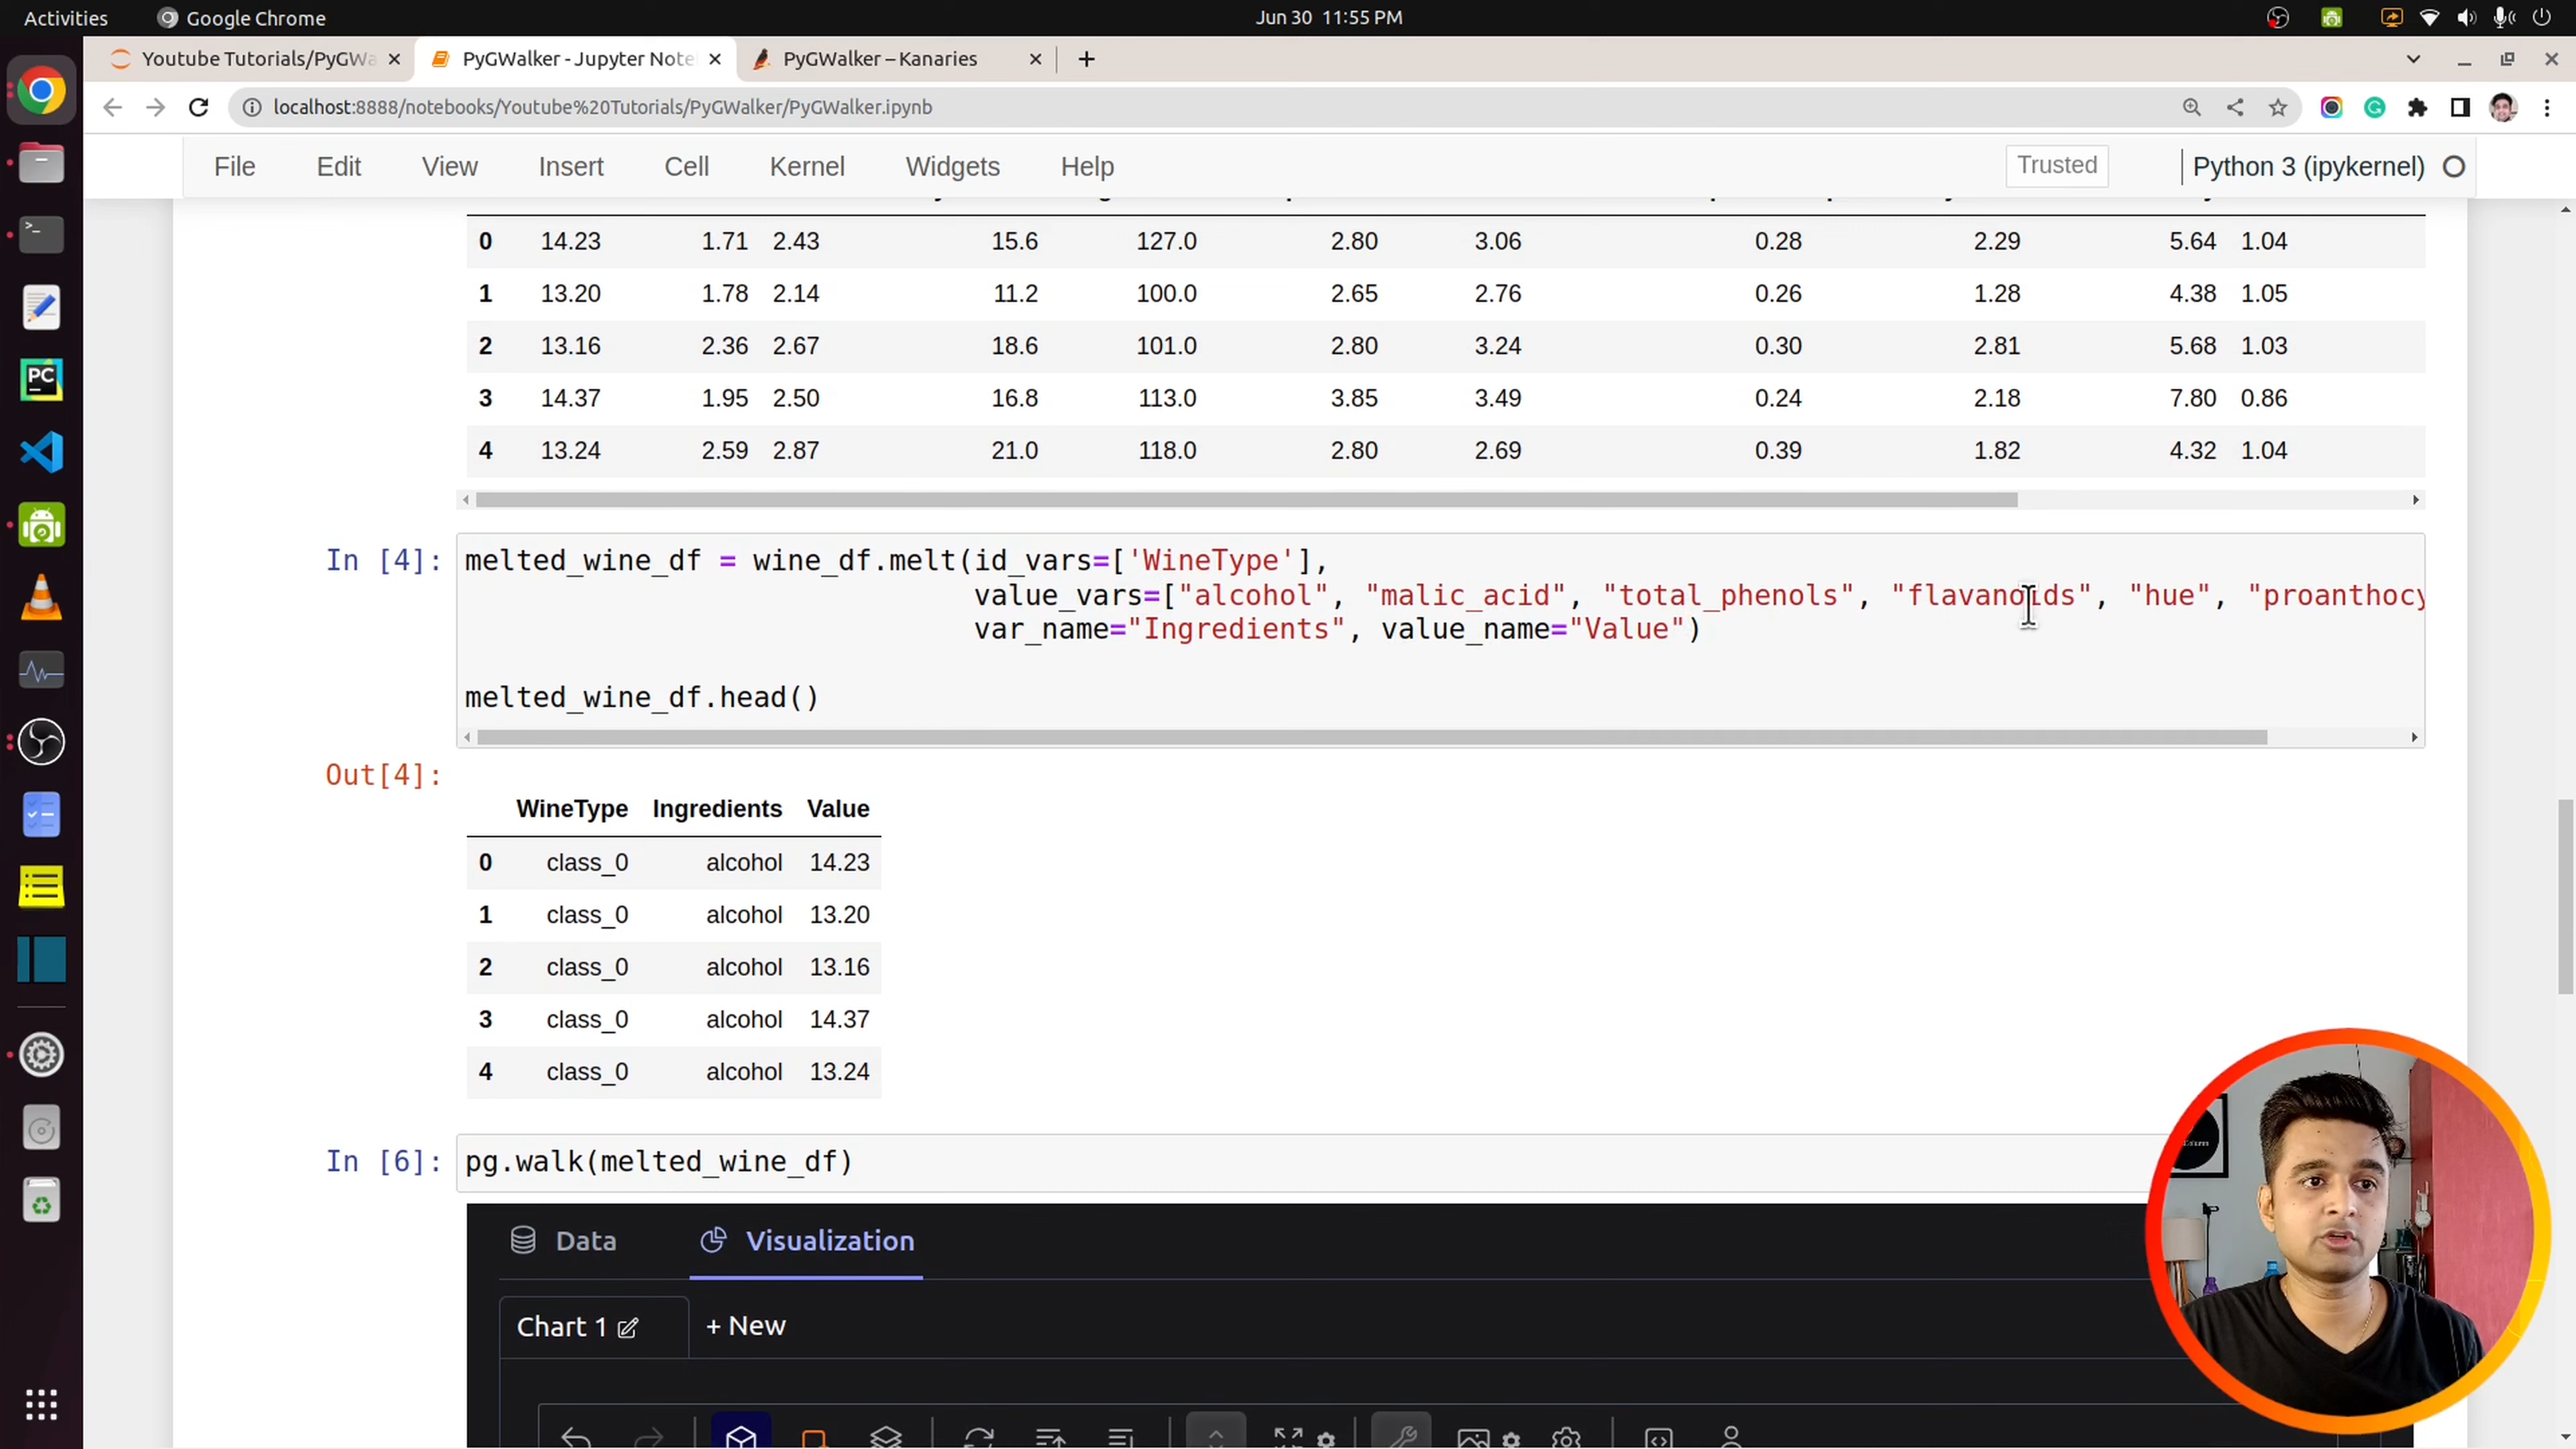 Activities Google Chrome Jun 30 11:55 PM
Youtube Tutorials/PyGWa PyGWalker - Jupyter Note PyGWalker – Kanaries
localhost:8888/notebooks/Youtube%20Tutorials/PyGWalker/PyGWalker.ipynb
File Edit View Insert Cell Kernel Widgets Help Trusted Python 3 (ipykernel)
0 14.23 1.71 2.43 15.6 127.0 2.80 3.06 0.28 2.29 5.64 1.04
1 13.20 1.78 2.14 11.2 100.0 2.65 2.76 0.26 1.28 4.38 1.05
2 13.16 2.36 2.67 18.6 101.0 2.80 3.24 0.30 2.81 5.68 1.03
3 14.37 1.95 2.50 16.8 113.0 3.85 3.49 0.24 2.18 7.80 0.86
4 13.24 2.59 2.87 21.0 118.0 2.80 2.69 0.39 1.82 4.32 1.04
In [4]: melted_wine_df = wine_df.melt(id_vars=['WineType'],
value_vars=["alcohol", "malic_acid", "total_phenols", "flavanoids", "hue", "proanthocy
var_name="Ingredients", value_name="Value")
melted_wine_df.head()
Out[4]:
WineType Ingredients Value
0 class_0 alcohol 14.23
1 class_0 alcohol 13.20
2 class_0 alcohol 13.16
3 class_0 alcohol 14.37
4 class_0 alcohol 13.24
In [6]: pg.walk(melted_wine_df)
Data Visualization
Chart 1 + New